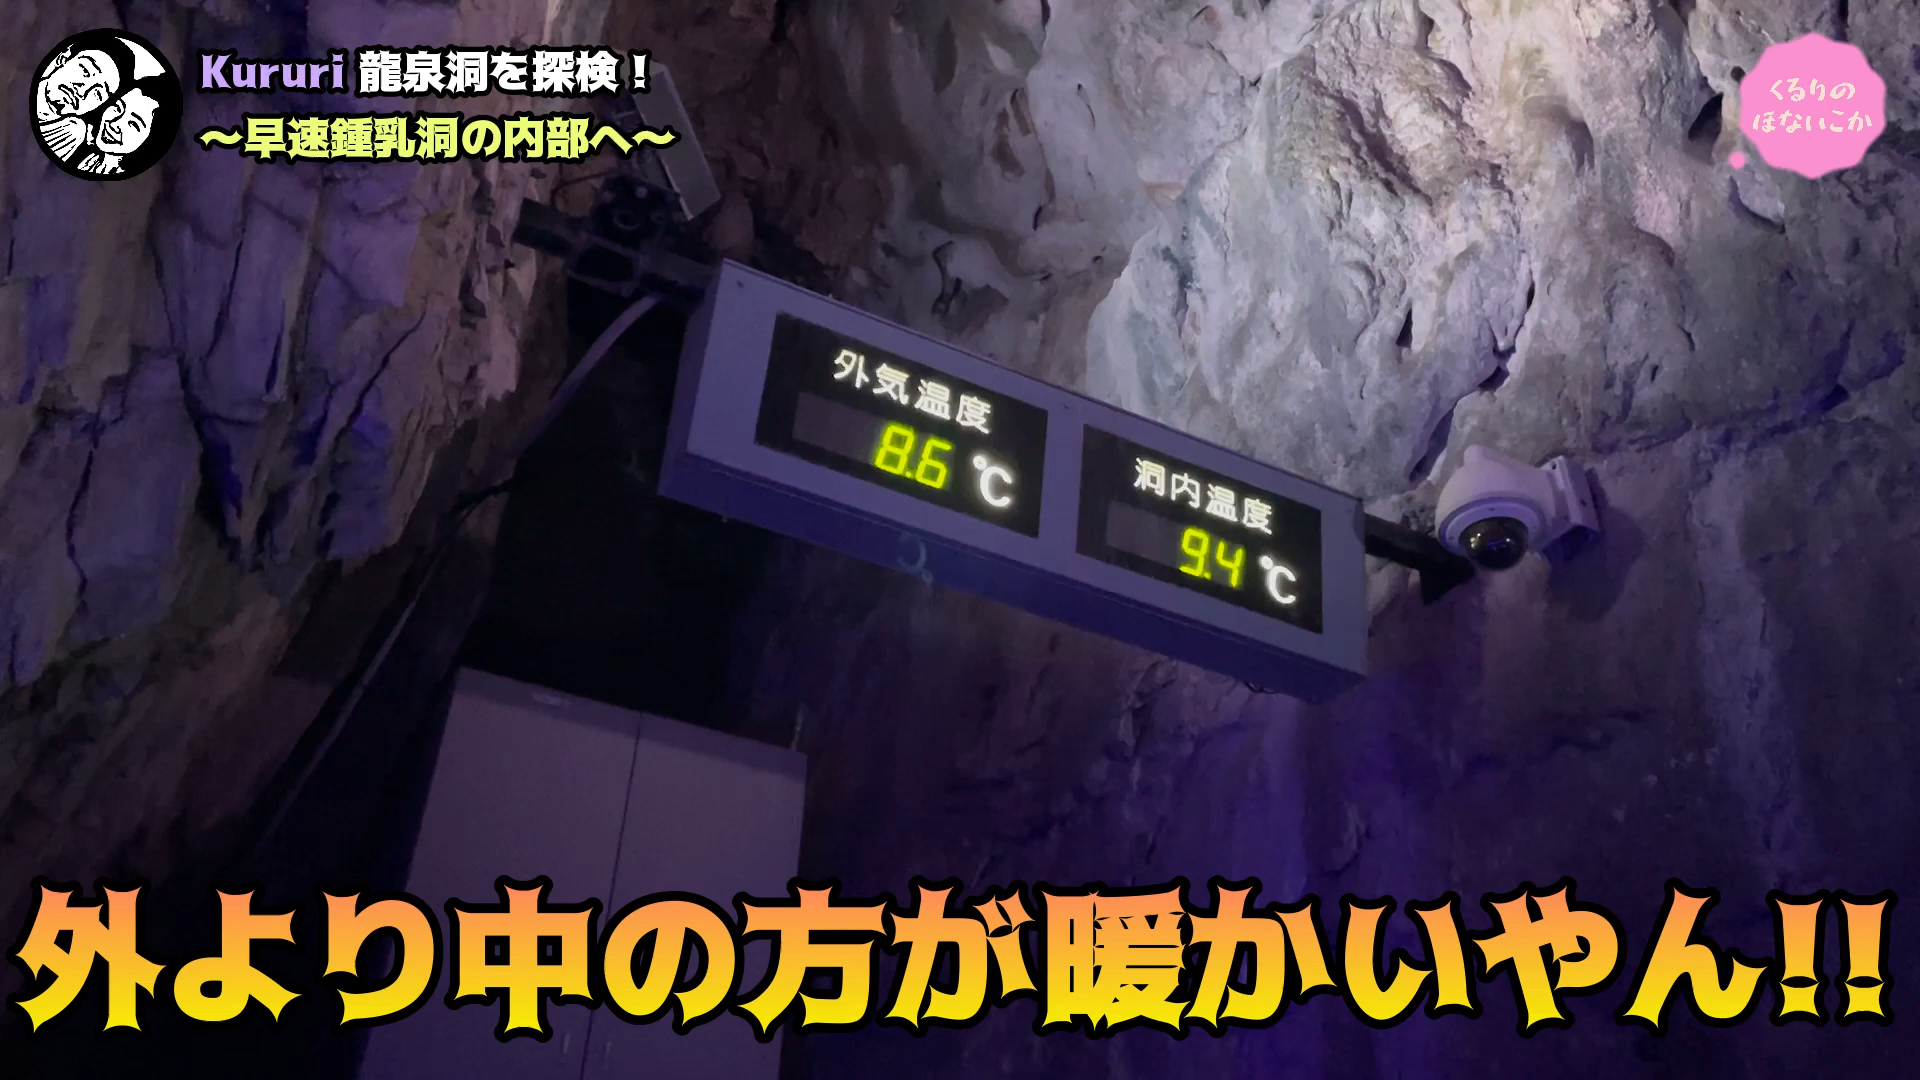 Kururi 龍泉洞を探検！
～早速鍾乳洞の内部へ～
くるりの
ほないこか
外気温度
8.6 ℃
洞内温度
9.4 ℃
外より中の方が暖かいやん!!